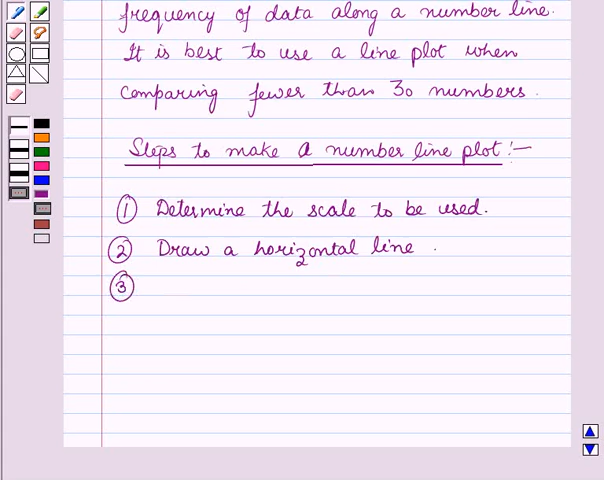 frequency of data along a number line.
It is best to use a line plot when
comparing fewer than 30 numbers.
Steps to make a number line plot:-
① Determine the scale to be used.
② Draw a horizontal line.
③